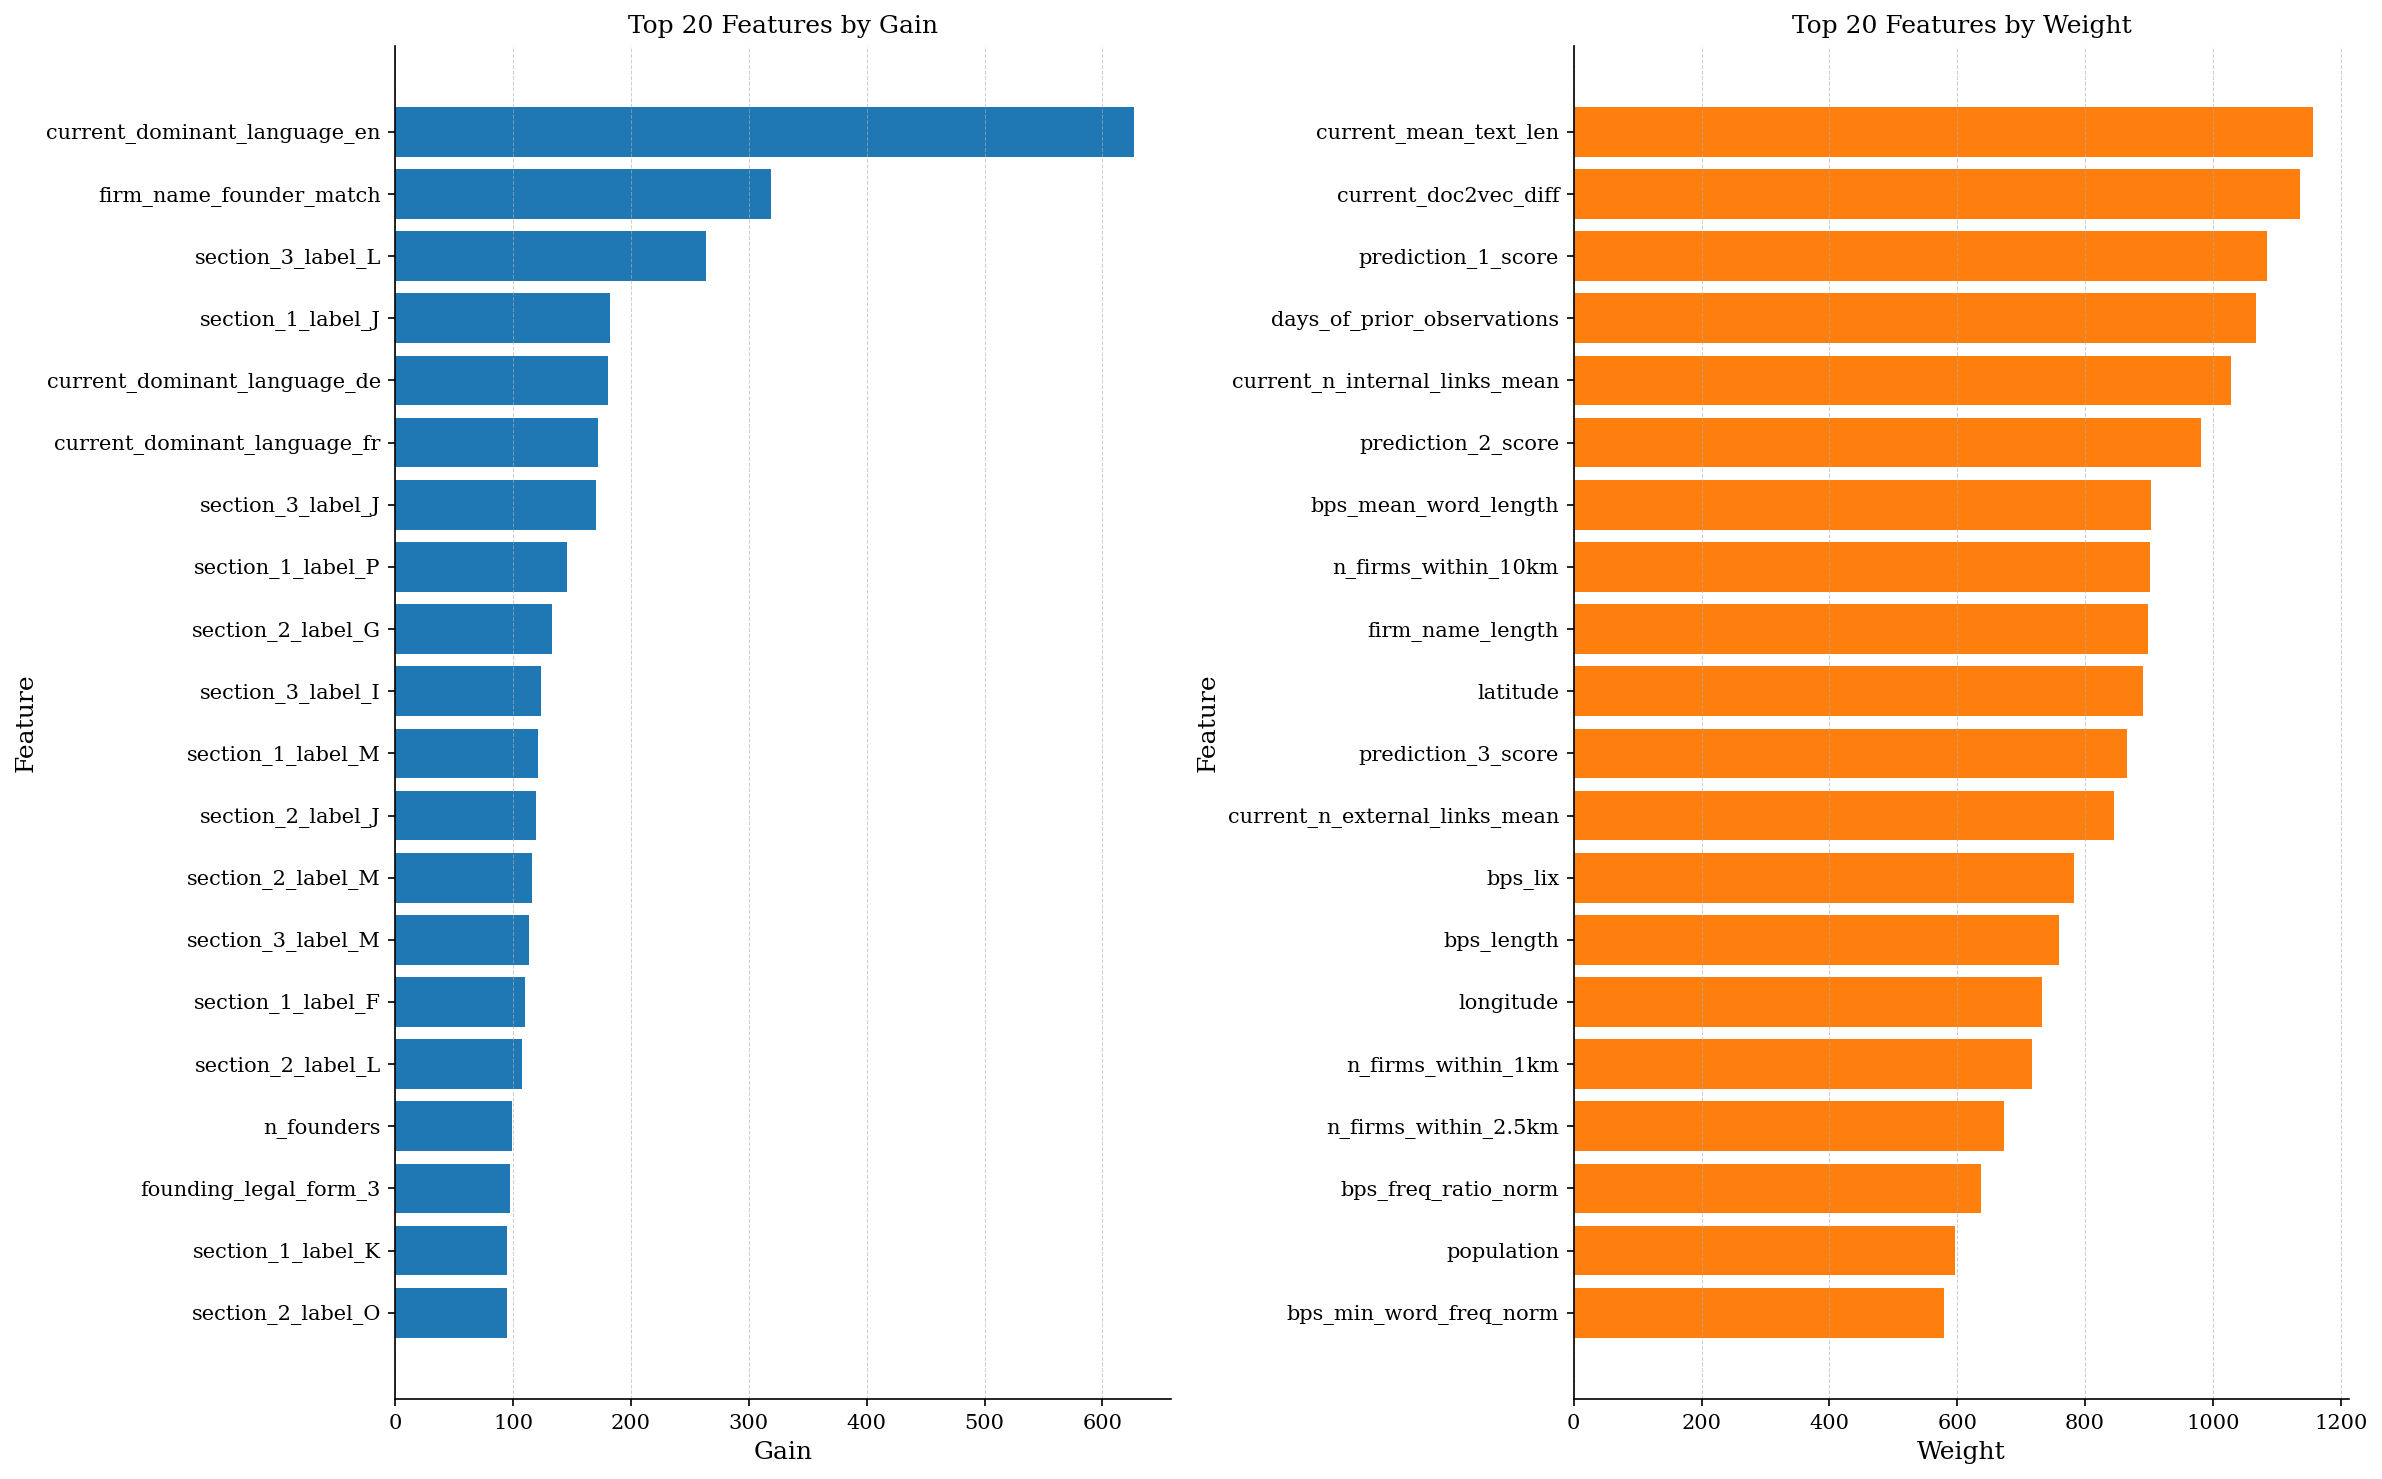 Top 20 Features by Gain
current_dominant_language_en
firm_name_founder_match
section_3_label_L
section_1_label_J
current_dominant_language_de
current_dominant_language_fr
section_3_label_J
section_1_label_P
section_2_label_G
section_3_label_I
section_1_label_M
section_2_label_J
section_2_label_M
section_3_label_M
section_1_label_F
section_2_label_L
n_founders
founding_legal_form_3
section_1_label_K
section_2_label_O
Feature
0 100 200 300 400 500 600
Gain
Top 20 Features by Weight
current_mean_text_len
current_doc2vec_diff
prediction_1_score
days_of_prior_observations
current_n_internal_links_mean
prediction_2_score
bps_mean_word_length
n_firms_within_10km
firm_name_length
latitude
prediction_3_score
current_n_external_links_mean
bps_lix
bps_length
longitude
n_firms_within_1km
n_firms_within_2.5km
bps_freq_ratio_norm
population
bps_min_word_freq_norm
Feature
0 200 400 600 800 1000 1200
Weight